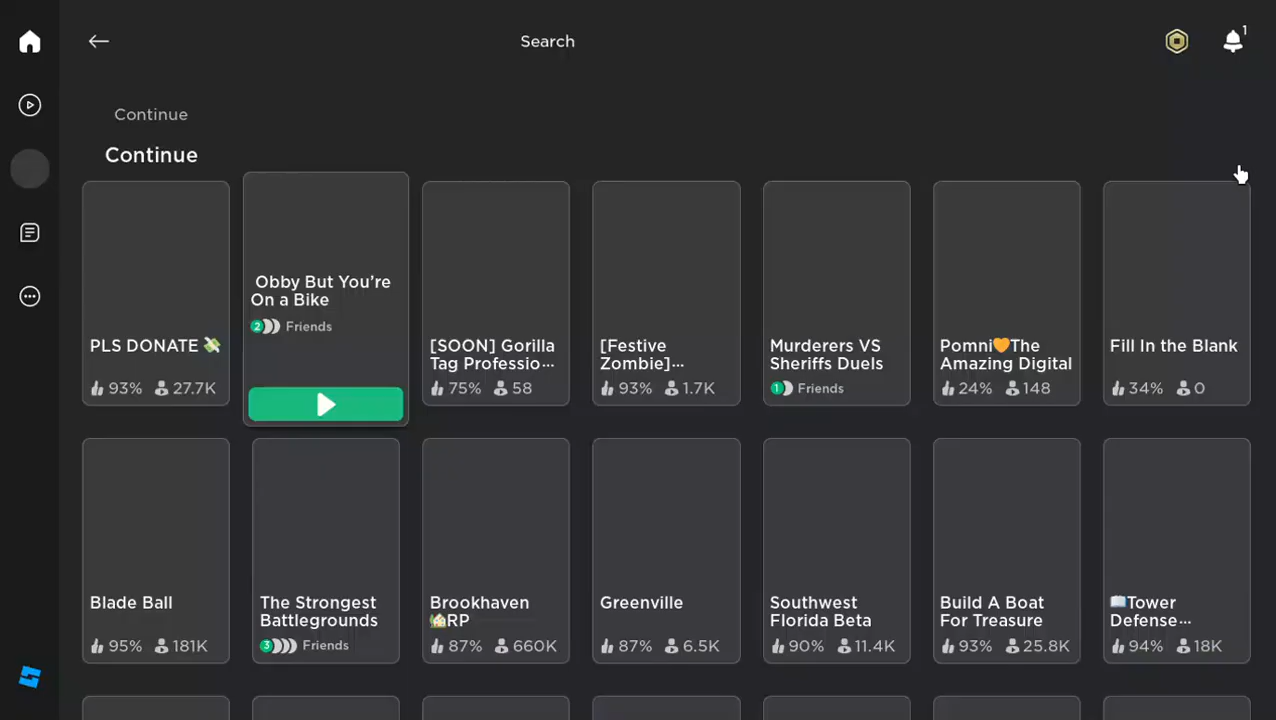 Search
1
Continue
Continue
PLS DONATE 💸
93% 27.7K
Obby But You're
On a Bike
2 Friends
[SOON] Gorilla
Tag Professio...
75% 58
[Festive
Zombie]...
93% 1.7K
Murderers VS
Sheriffs Duels
1 Friends
Pomni🧡The
Amazing Digital
24% 148
Fill In the Blank
34% 0
Blade Ball
95% 181K
The Strongest
Battlegrounds
3 Friends
Brookhaven
🏡RP
87% 660K
Greenville
87% 6.5K
Southwest
Florida Beta
90% 11.4K
Build A Boat
For Treasure
93% 25.8K
📖Tower
Defense...
94% 18K